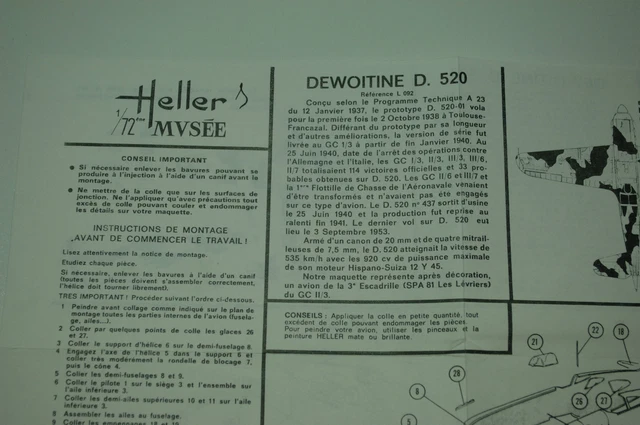 Heller
1/72ème MVSÉE
CONSEIL IMPORTANT
Si nécessaire enlever les bavures pouvant se
produire à l'injection à l'aide d'un canif avant le
montage.
Ne mettre de la colle que sur les surfaces de
jonction. Ne l'appliquer qu'avec précautions tout
excès de colle pouvant couler et endommager
les détails sur votre maquette.
INSTRUCTIONS DE MONTAGE
AVANT DE COMMENCER LE TRAVAIL !
Lisez attentivement la notice de montage.
Etudiez chaque pièce.
Si nécessaire, enlever les bavures à l'aide d'un canif
(toutes les pièces doivent s'assembler correctement,
l'hélice doit tourner librement).
TRES IMPORTANT ! Procéder suivant l'ordre ci-dessous.
1 Peindre avant collage comme indiqué sur le plan de
montage toutes les parties internes de l'avion (fusela-
ge, ailes...).
2 Coller par quelques points de colle les glaces 26
et 27.
3 Coller le support d'hélice 6 sur le demi-fuselage 8.
4 Engagez l'axe de l'hélice 5 dans le support 6 et
coller très modérément la rondelle de blocage 7,
puis le cône 4.
5 Coller les demi-fuselages 8 et 9.
6 Coller le pilote 1 sur le siège 3 et l'ensemble sur
l'aile inférieure 3.
7 Coller les demi-ailes supérieures 10 et 11 sur l'aile
inférieure 3.
8 Assembler les ailes au fuselage.
9 Coller les empennages 18 et 19
DEWOITINE D. 520
Référence L 092
Conçu selon le Programme Technique A 23
du 12 Janvier 1937, le prototype D. 520-01 vola
pour la première fois le 2 Octobre 1938 à Toulouse-
Francazal. Différant du prototype par sa longueur
et d'autres améliorations, la version de série fut
livrée au GC 1/3 à partir de fin Janvier 1940. Au
25 Juin 1940, date de l'arrêt des opérations contre
l'Allemagne et l'Italie, les GC I/3, II/3, III/3, III/6,
II/7 totalisaient 114 victoires officielles et 33 pro-
bables obtenues sur D. 520. Les GC II/6 et III/7 et
la 1ère Flottille de Chasse de l'Aéronavale venaient
d'être transformés et n'avaient pas été engagés
sur ce type d'avion. Le D. 520 n° 437 sortit d'usine
le 25 Juin 1940 et la production fut reprise au
ralenti fin 1941. Le dernier vol sur D. 520 eut
lieu le 3 Septembre 1953.
Armé d'un canon de 20 mm et de quatre mitrail-
leuses de 7,5 mm, le D. 520 atteignait la vitesse de
535 km/h avec les 920 cv de puissance maximale
de son moteur Hispano-Suiza 12 Y 45.
Notre maquette représente après décoration,
un avion de la 3e Escadrille (SPA 81 Les Lévriers)
du GC II/3.
CONSEILS : Appliquer la colle en petite quantité, tout
excédent de colle pouvant endommager les pièces.
Pour peindre votre avion, utiliser les pinceaux et la
peinture HELLER mate ou brillante.
21
22
18
28
8
5
26
27